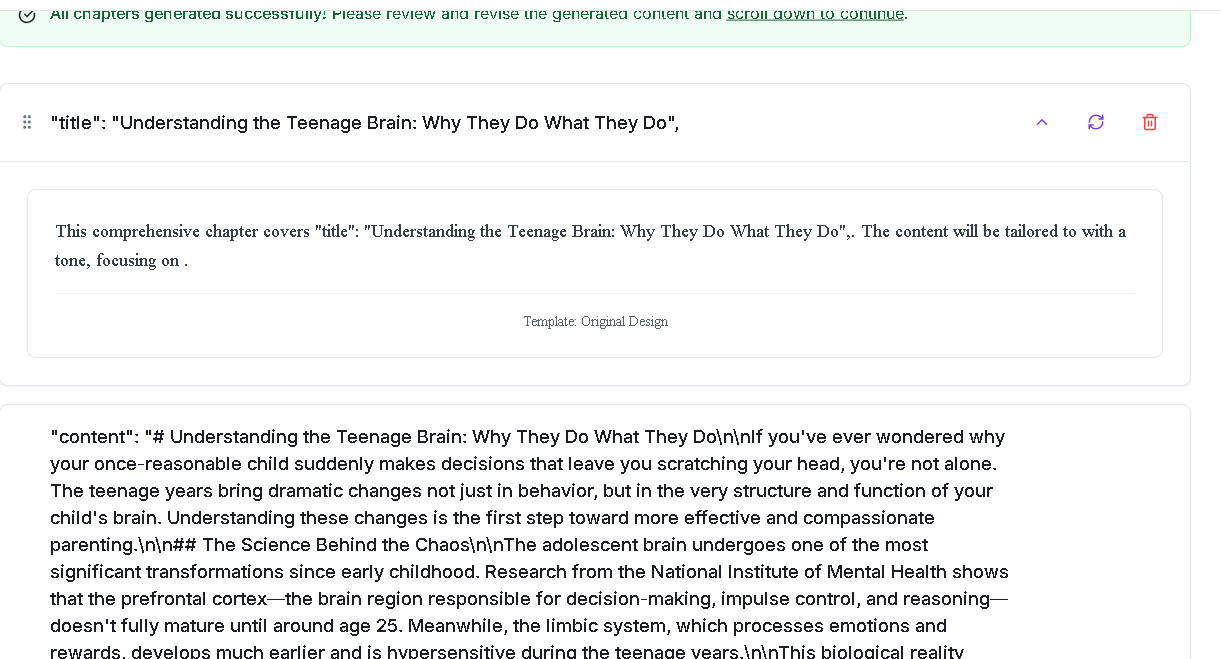 All chapters generated successfully! Please review and revise the generated content and scroll down to continue.
"title": "Understanding the Teenage Brain: Why They Do What They Do",
This comprehensive chapter covers "title": "Understanding the Teenage Brain: Why They Do What They Do",. The content will be tailored to with a
tone, focusing on .
Template: Original Design
"content": "# Understanding the Teenage Brain: Why They Do What They Do\n\nIf you've ever wondered why
your once-reasonable child suddenly makes decisions that leave you scratching your head, you're not alone.
The teenage years bring dramatic changes not just in behavior, but in the very structure and function of your
child's brain. Understanding these changes is the first step toward more effective and compassionate
parenting.\n\n## The Science Behind the Chaos\n\nThe adolescent brain undergoes one of the most
significant transformations since early childhood. Research from the National Institute of Mental Health shows
that the prefrontal cortex—the brain region responsible for decision-making, impulse control, and reasoning—
doesn't fully mature until around age 25. Meanwhile, the limbic system, which processes emotions and
rewards, develops much earlier and is hypersensitive during the teenage years.\n\nThis biological reality